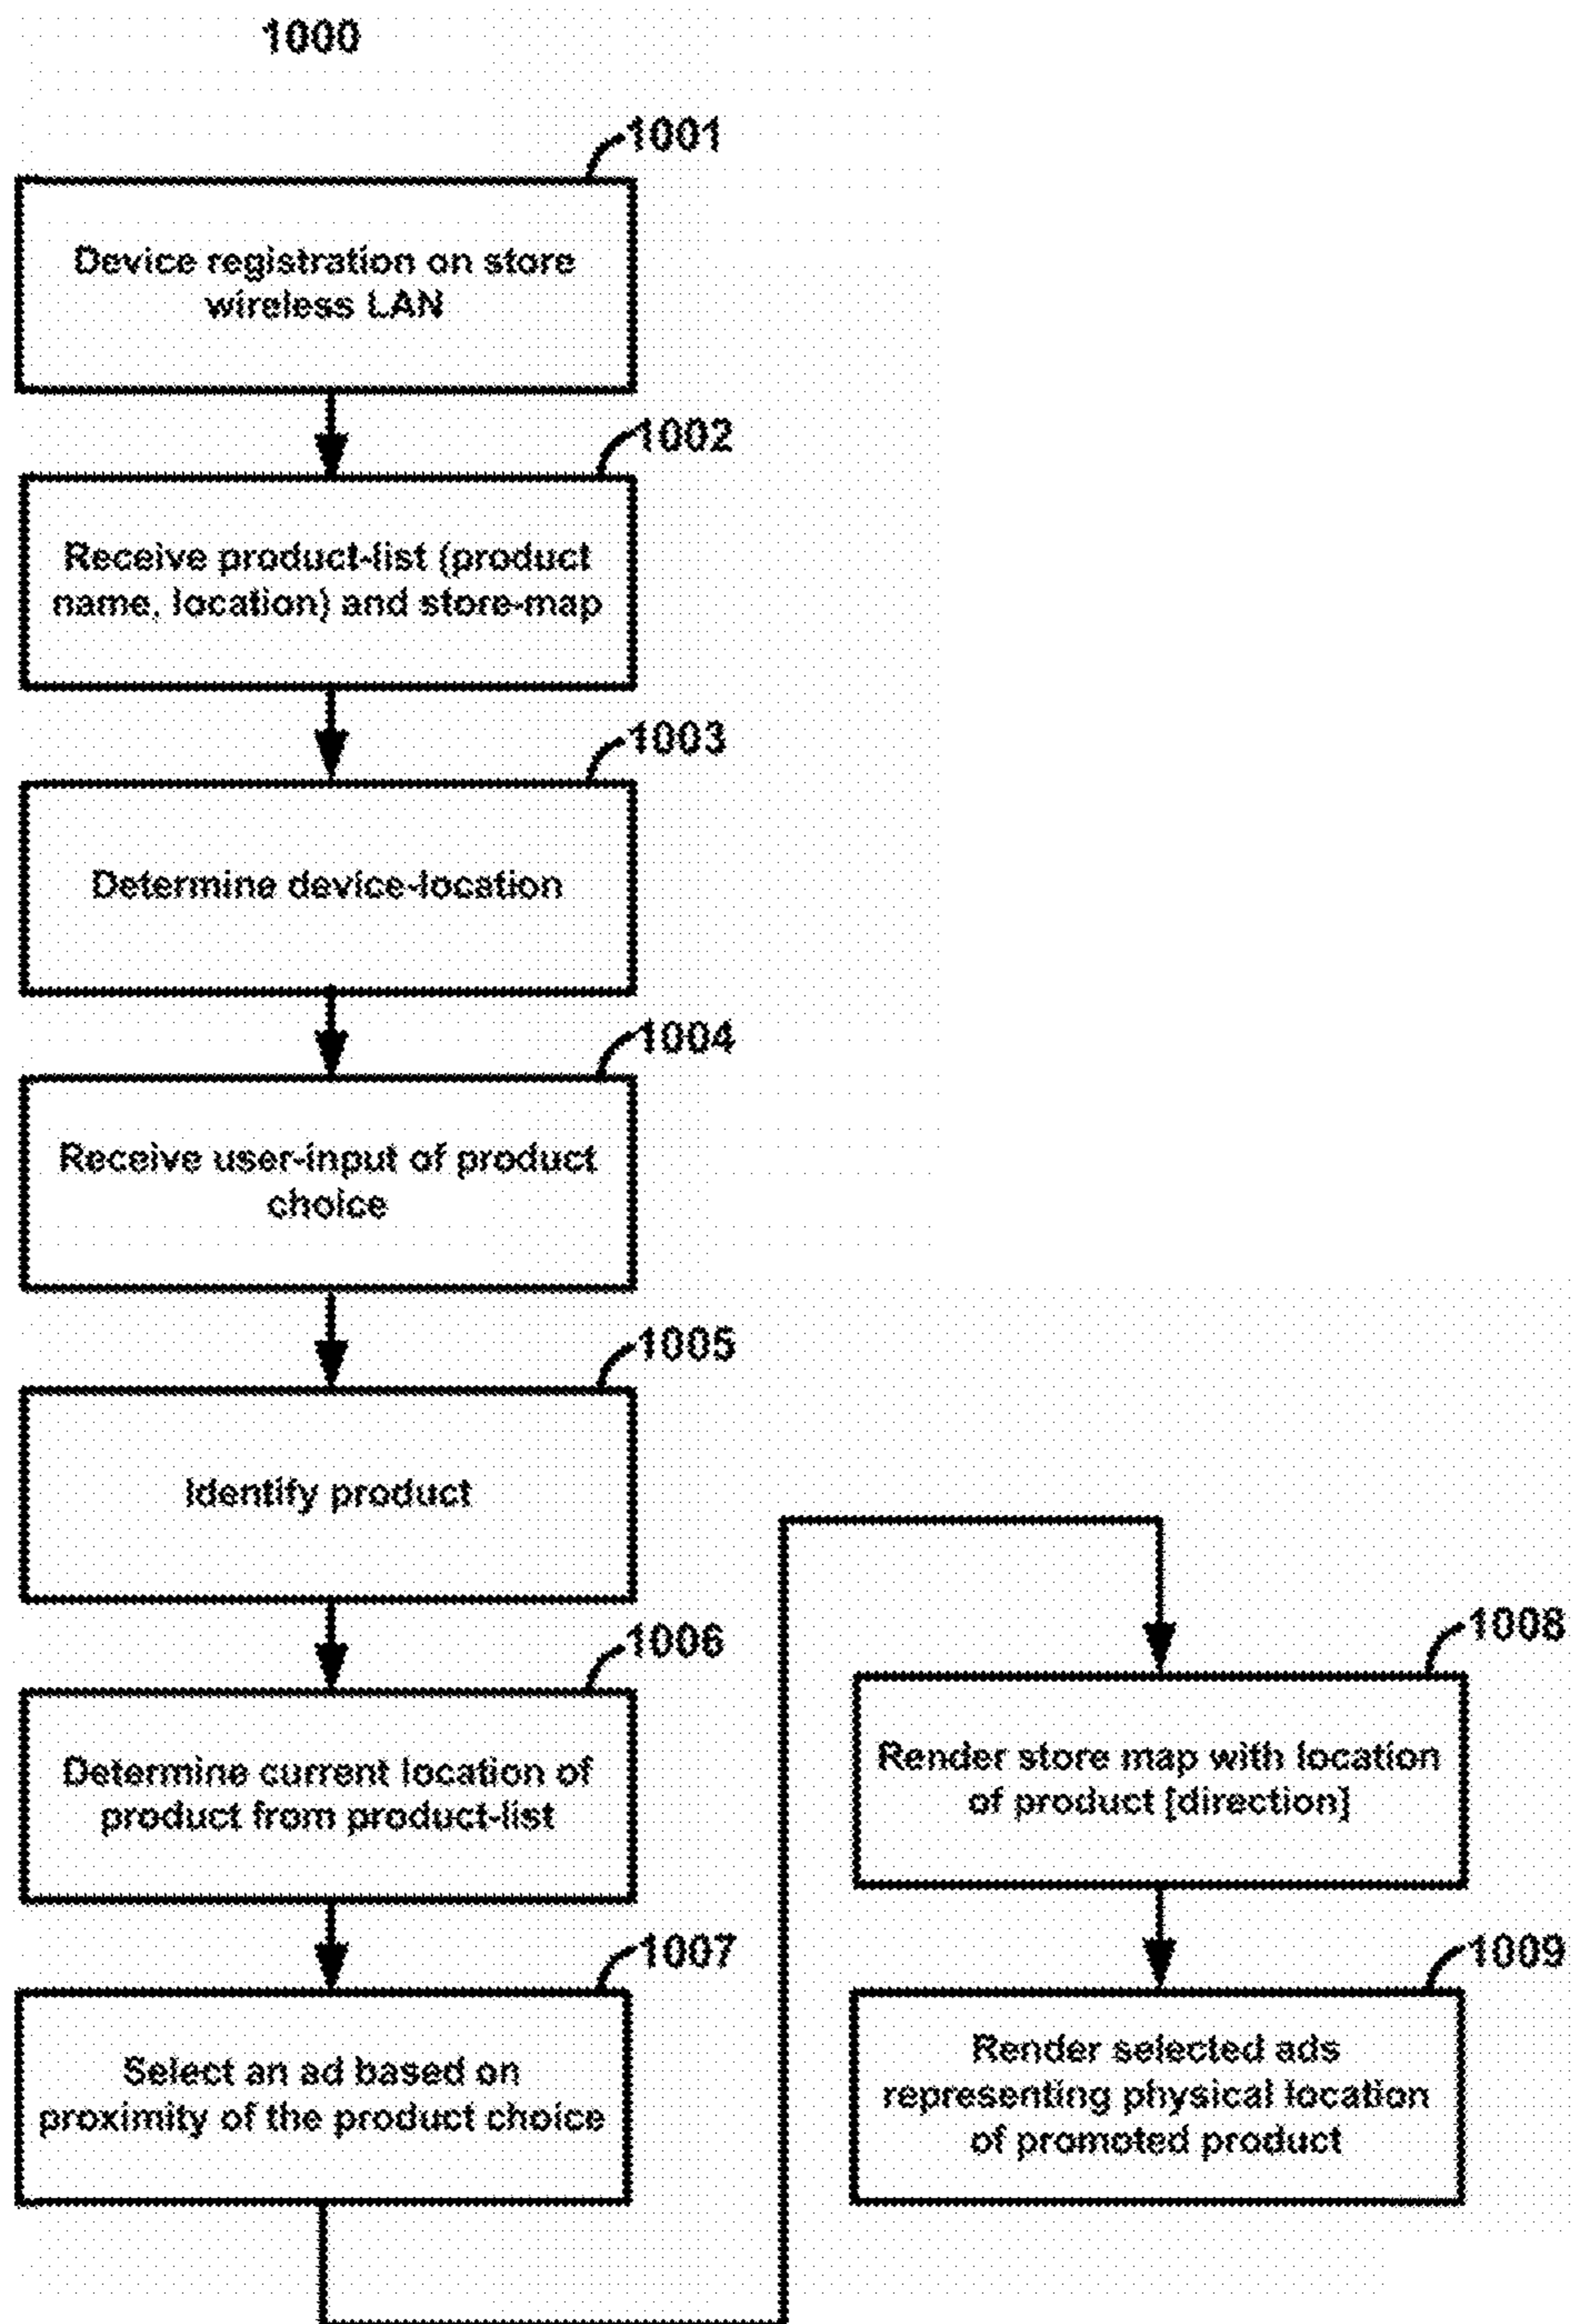 1000
1001
Device registration on store
wireless LAN
1002
Receive product-list (product
name, location) and store-map
1003
Determine device-location
1004
Receive user-input of product
choice
1005
Identify product
1006
Determine current location of
product from product-list
1007
Select an ad based on
proximity of the product choice
1008
Render store map with location
of product [direction]
1009
Render selected ads
representing physical location
of promoted product